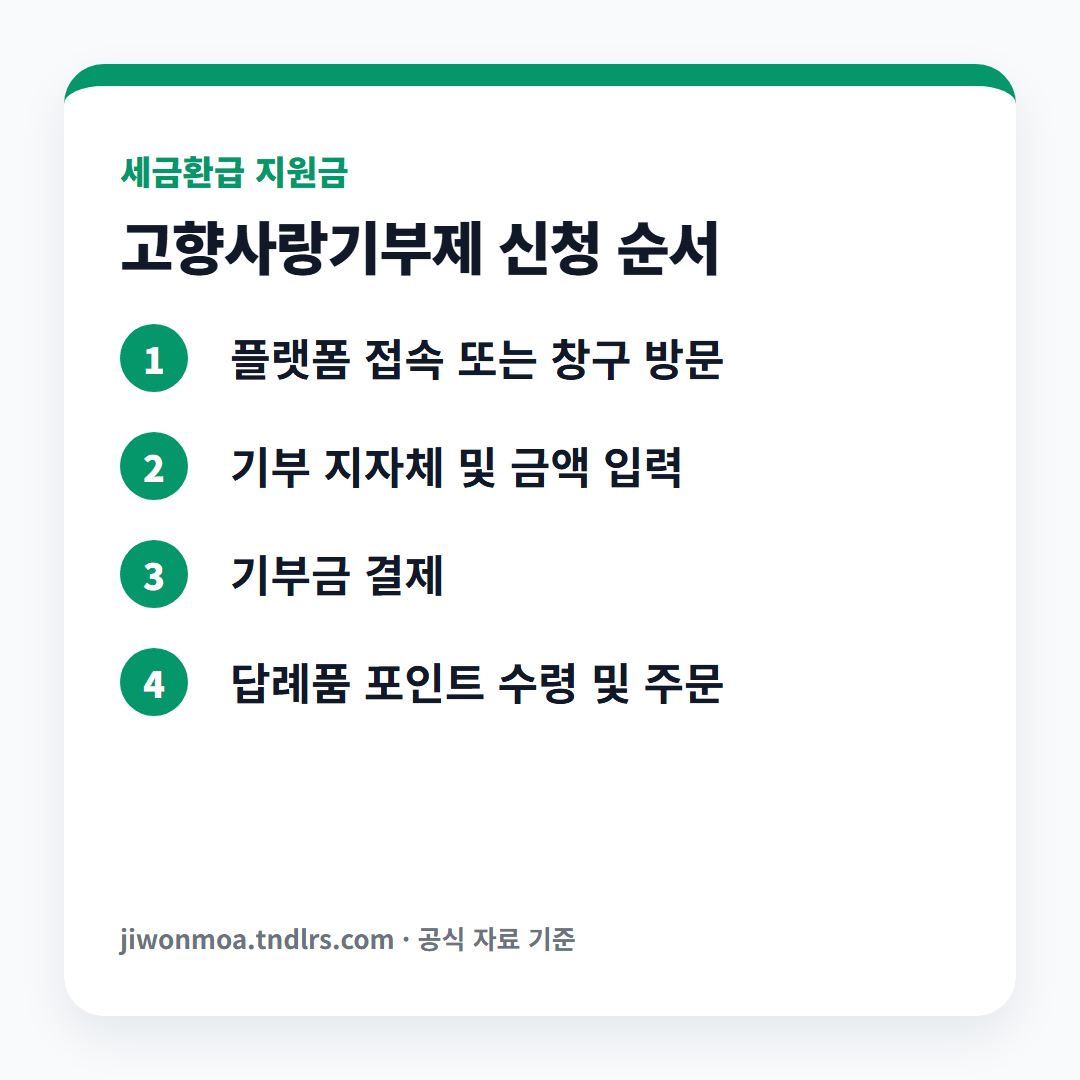 세금환급 지원금
고향사랑기부제 신청 순서
1 플랫폼 접속 또는 창구 방문
2 기부 지자체 및 금액 입력
3 기부금 결제
4 답례품 포인트 수령 및 주문
jiwonmoa.tndlrs.com · 공식 자료 기준